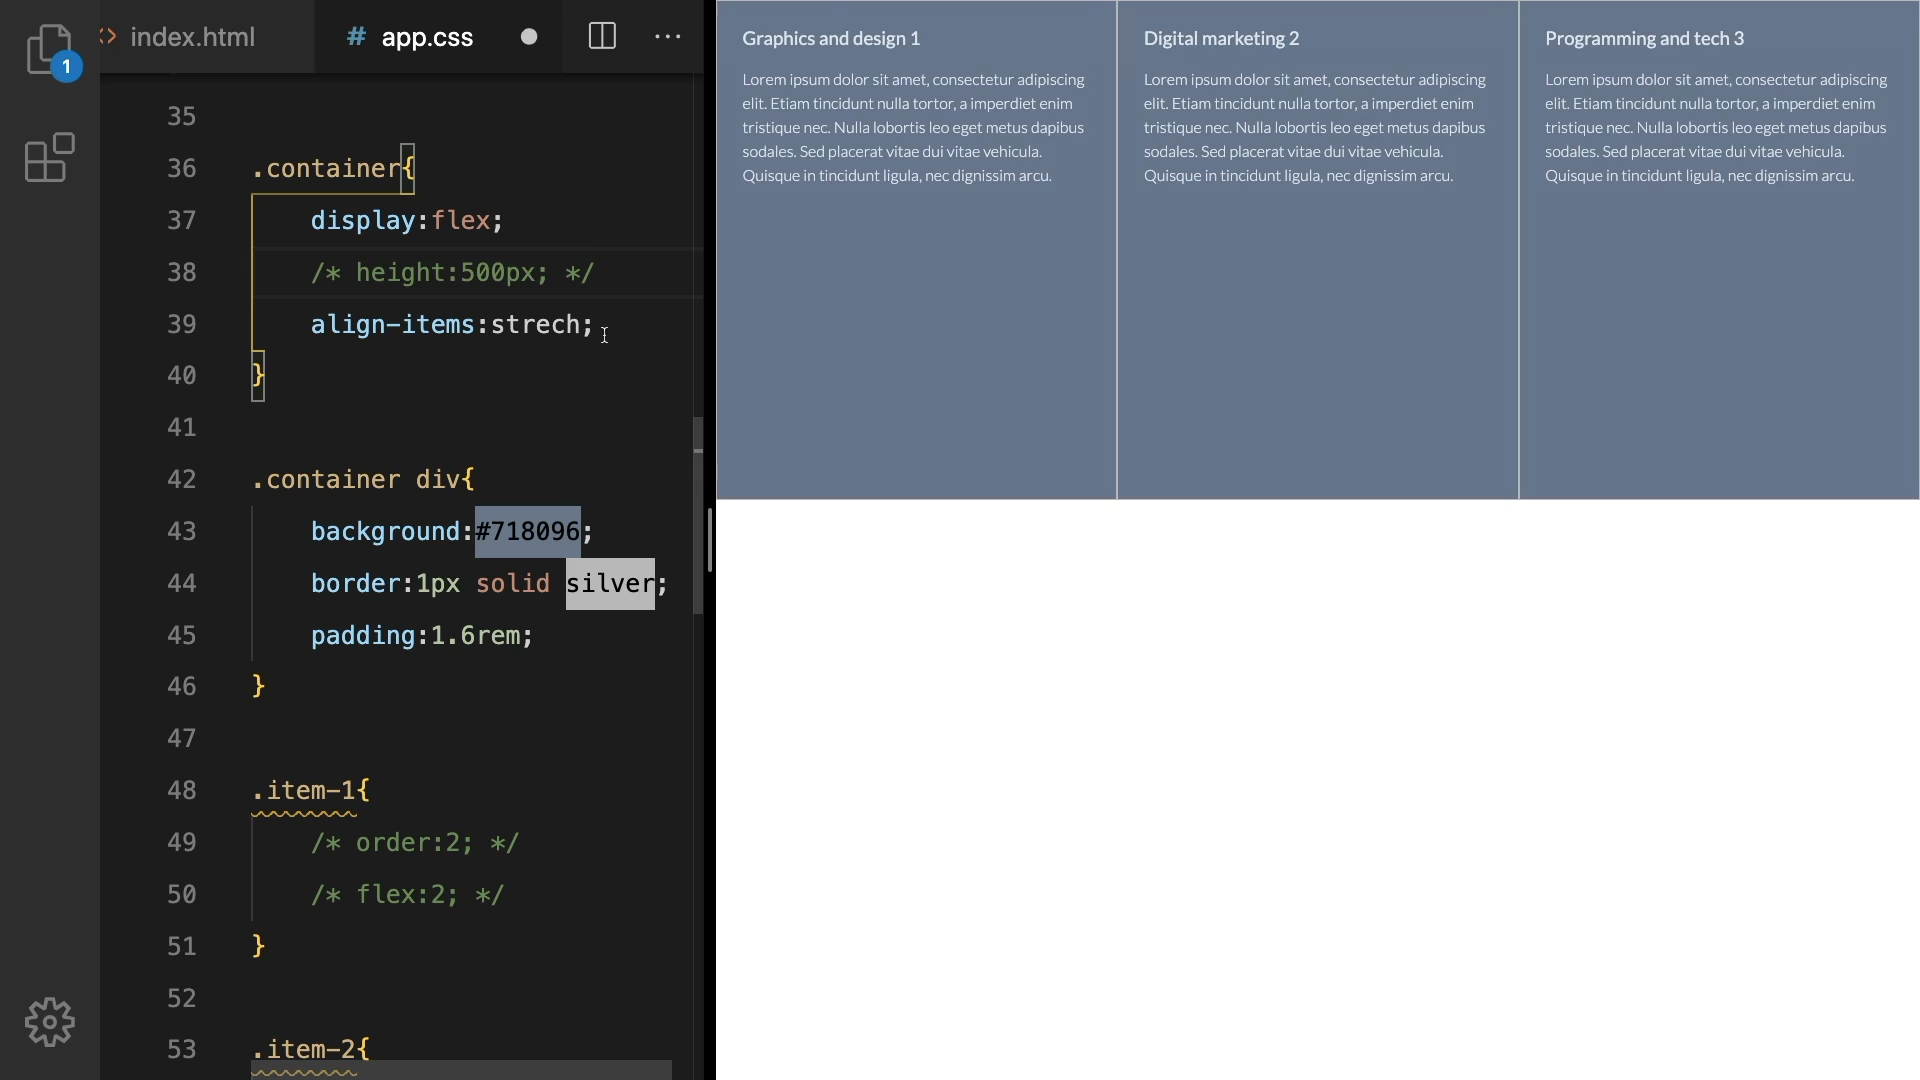 index.html
# app.css
1
35
36 .container{
37 display:flex;
38 /* height:500px; */
39 align-items:strech;
40 }
41
42 .container div{
43 background:#718096;
44 border:1px solid silver;
45 padding:1.6rem;
46 }
47
48 .item-1{
49 /* order:2; */
50 /* flex:2; */
51 }
52
53 .item-2{
Graphics and design 1
Lorem ipsum dolor sit amet, consectetur adipiscing
elit. Etiam tincidunt nulla tortor, a imperdiet enim
tristique nec. Nulla lobortis leo eget metus dapibus
sodales. Sed placerat vitae dui vitae vehicula.
Quisque in tincidunt ligula, nec dignissim arcu.
Digital marketing 2
Lorem ipsum dolor sit amet, consectetur adipiscing
elit. Etiam tincidunt nulla tortor, a imperdiet enim
tristique nec. Nulla lobortis leo eget metus dapibus
sodales. Sed placerat vitae dui vitae vehicula.
Quisque in tincidunt ligula, nec dignissim arcu.
Programming and tech 3
Lorem ipsum dolor sit amet, consectetur adipiscing
elit. Etiam tincidunt nulla tortor, a imperdiet enim
tristique nec. Nulla lobortis leo eget metus dapibus
sodales. Sed placerat vitae dui vitae vehicula.
Quisque in tincidunt ligula, nec dignissim arcu.